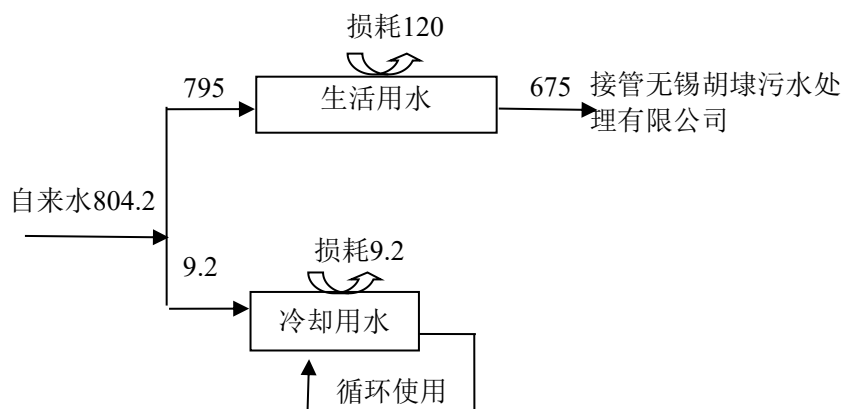 损耗120
795
生活用水
675
接管无锡胡埭污水处
理有限公司
自来水804.2
9.2
损耗9.2
冷却用水
循环使用